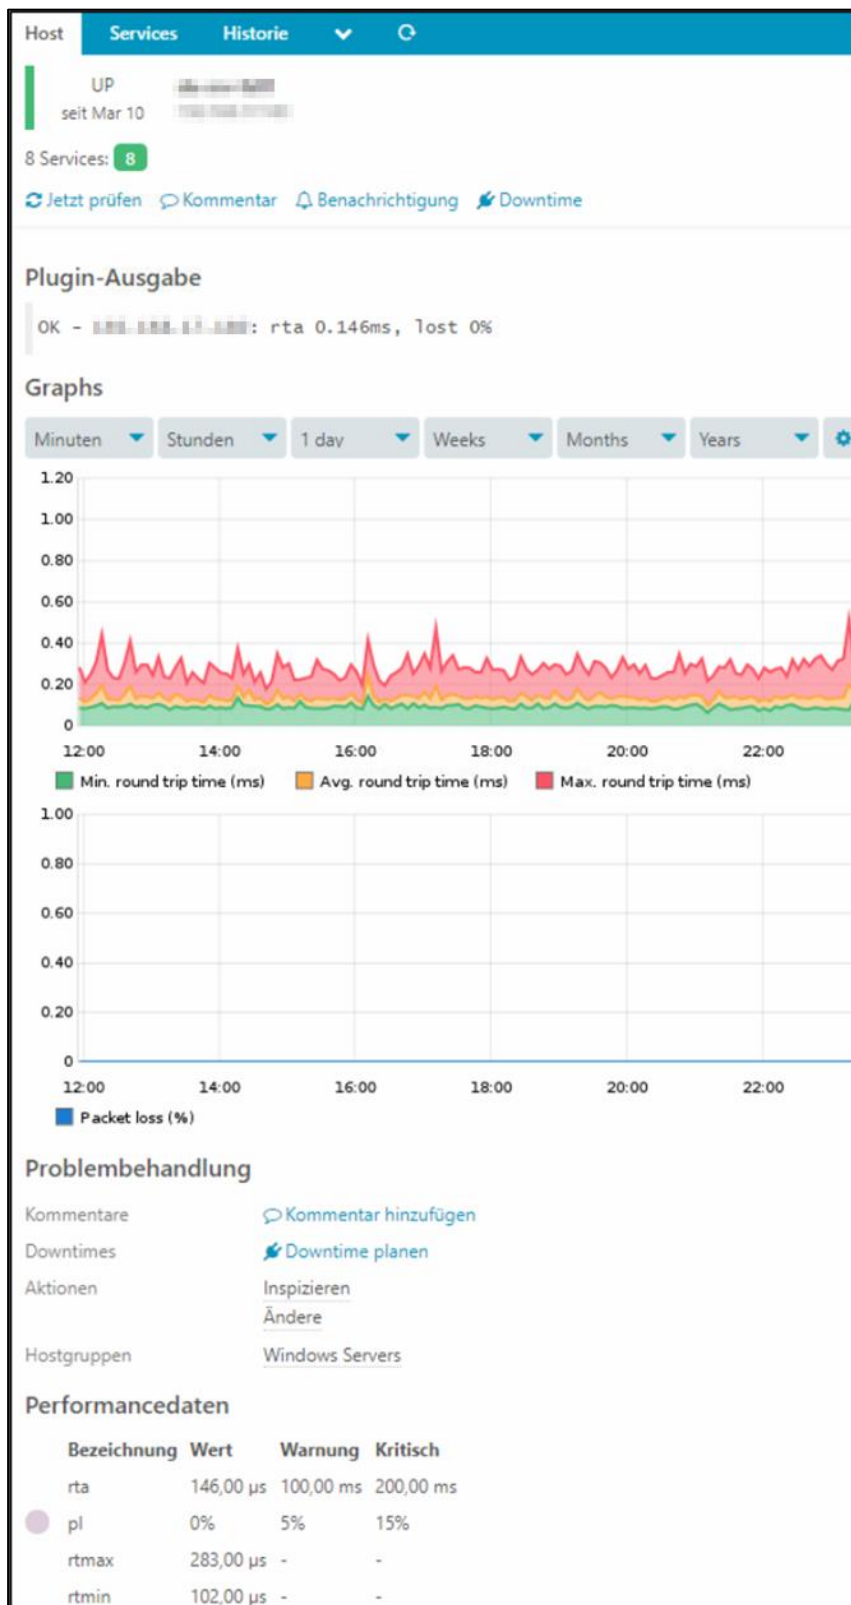 Host Services Historie
UP
seit Mar 10
8 Services: 8
Jetzt prüfen Kommentar Benachrichtigung Downtime
Plugin-Ausgabe
OK - : rta 0.146ms, lost 0%
Graphs
Minuten Stunden 1 day Weeks Months Years
1.20
1.00
0.80
0.60
0.40
0.20
0
12:00 14:00 16:00 18:00 20:00 22:00
Min. round trip time (ms) Avg. round trip time (ms) Max. round trip time (ms)
1.00
0.80
0.60
0.40
0.20
0
12:00 14:00 16:00 18:00 20:00 22:00
Packet loss (%)
Problembehandlung
Kommentare Kommentar hinzufügen
Downtimes Downtime planen
Aktionen Inspizieren
Ändere
Hostgruppen Windows Servers
Performancedaten
Bezeichnung Wert Warnung Kritisch
rta 146,00 µs 100,00 ms 200,00 ms
pl 0% 5% 15%
rtmax 283,00 µs - -
rtmin 102,00 µs - -